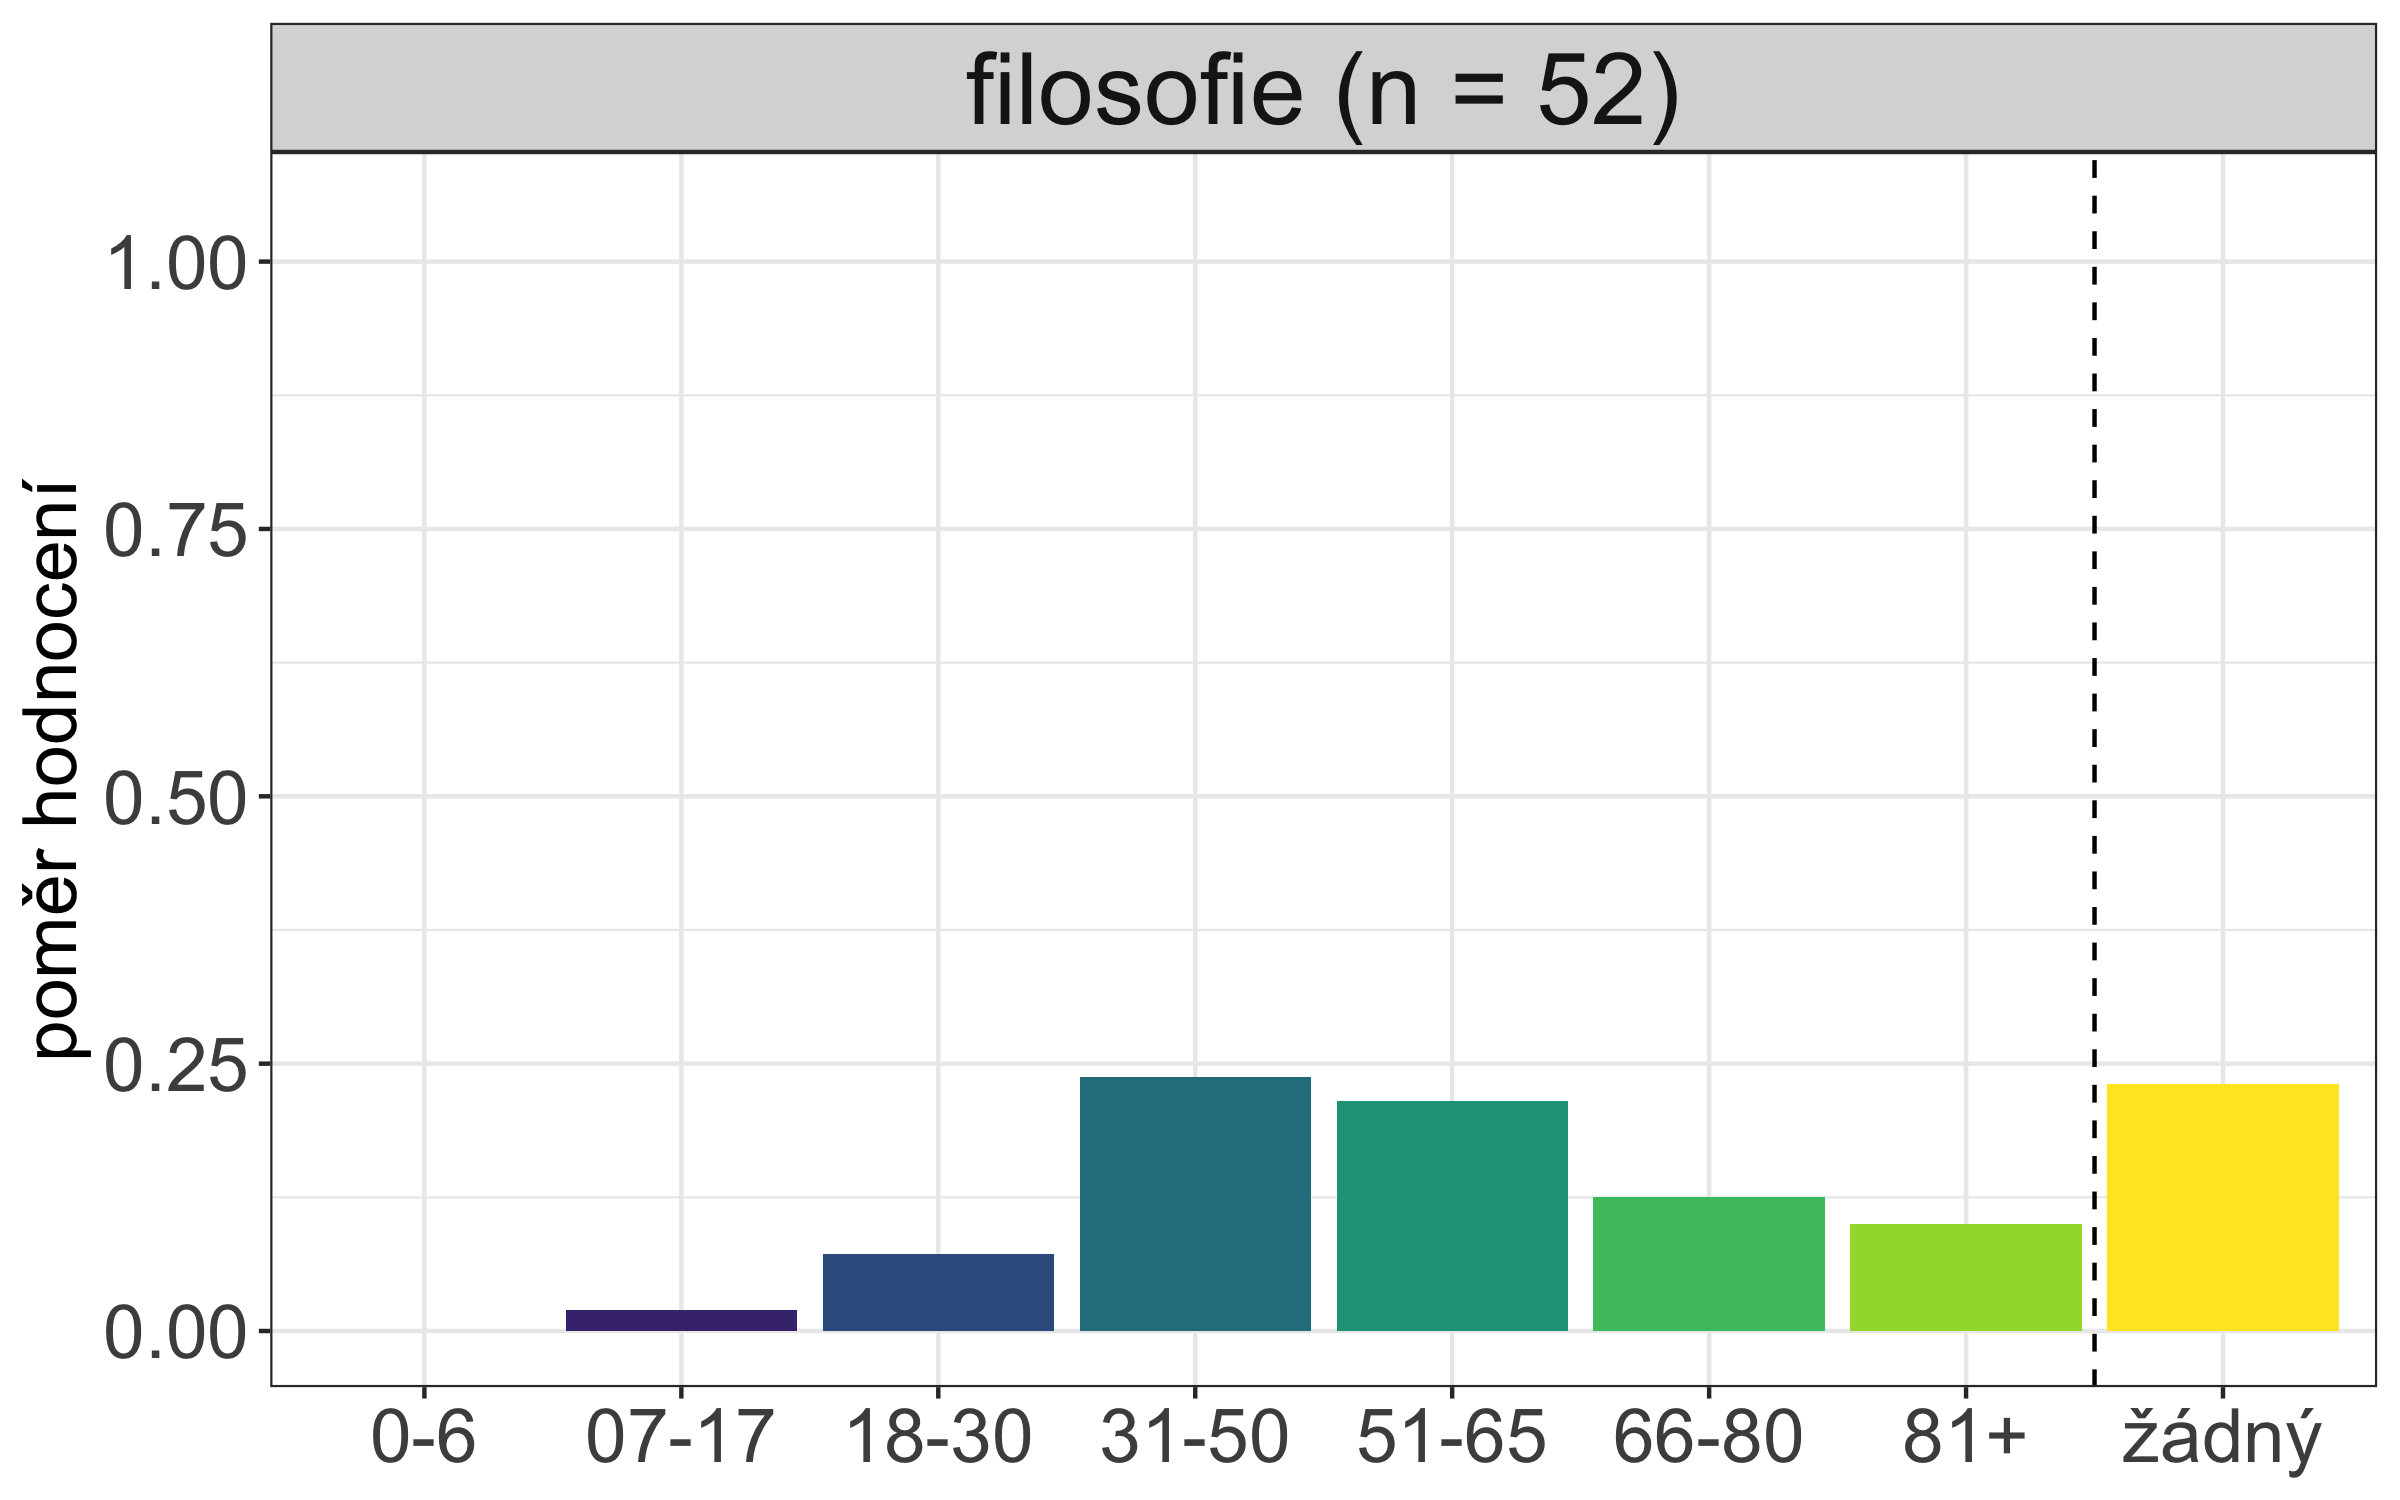 filosofie (n = 52)
poměr hodnocení
1.00
0.75
0.50
0.25
0.00
0-6 07-17 18-30 31-50 51-65 66-80 81+ žádný